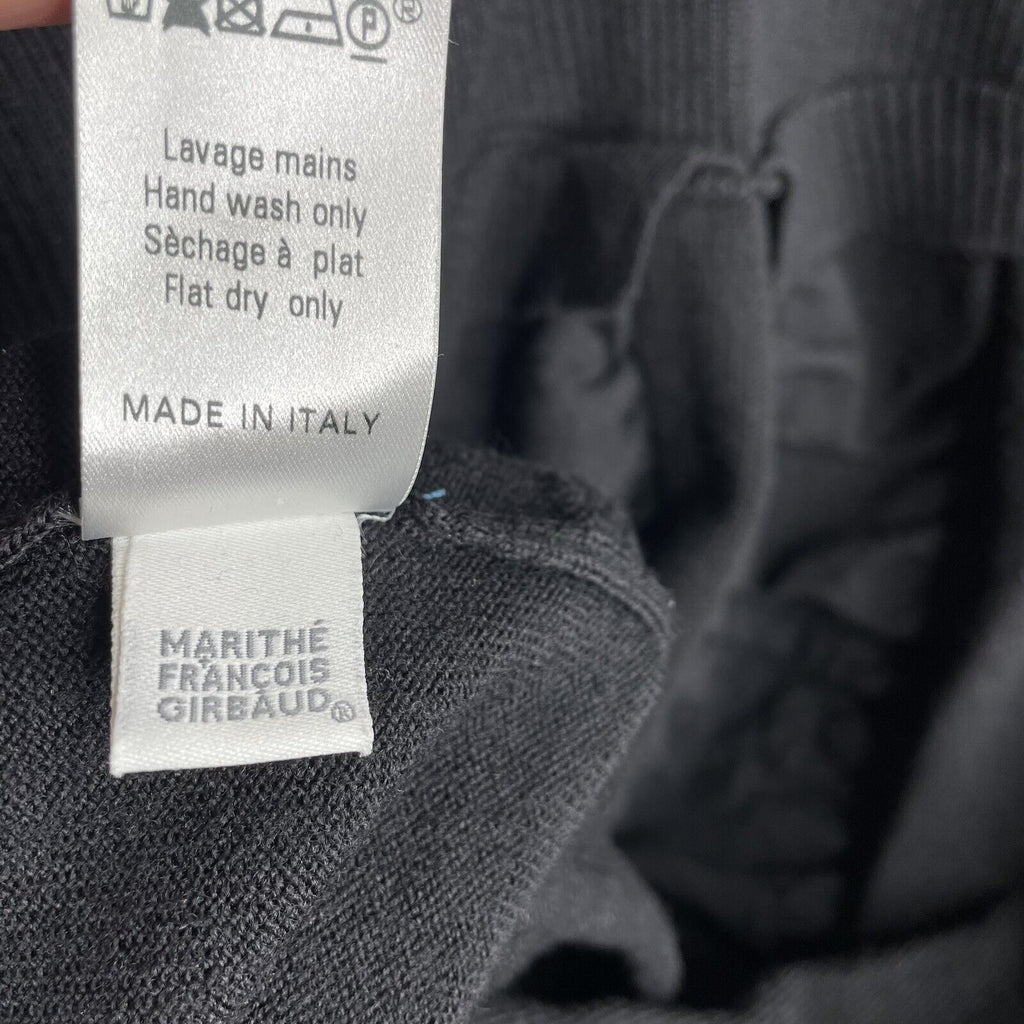 P ®
Lavage mains
Hand wash only
Sèchage à plat
Flat dry only
MADE IN ITALY
MARITHÉ
FRANÇOIS
GIRBAUD®